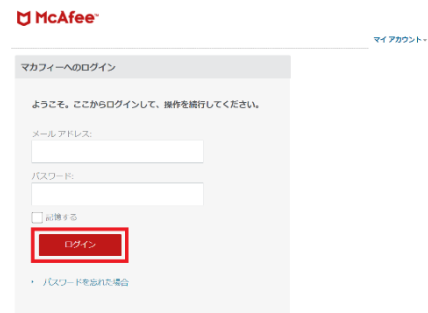 McAfee™
マイ アカウント
マカフィーへのログイン
ようこそ。ここからログインして、操作を続行してください。
メール アドレス:
パスワード:
記憶する
ログイン
パスワードを忘れた場合